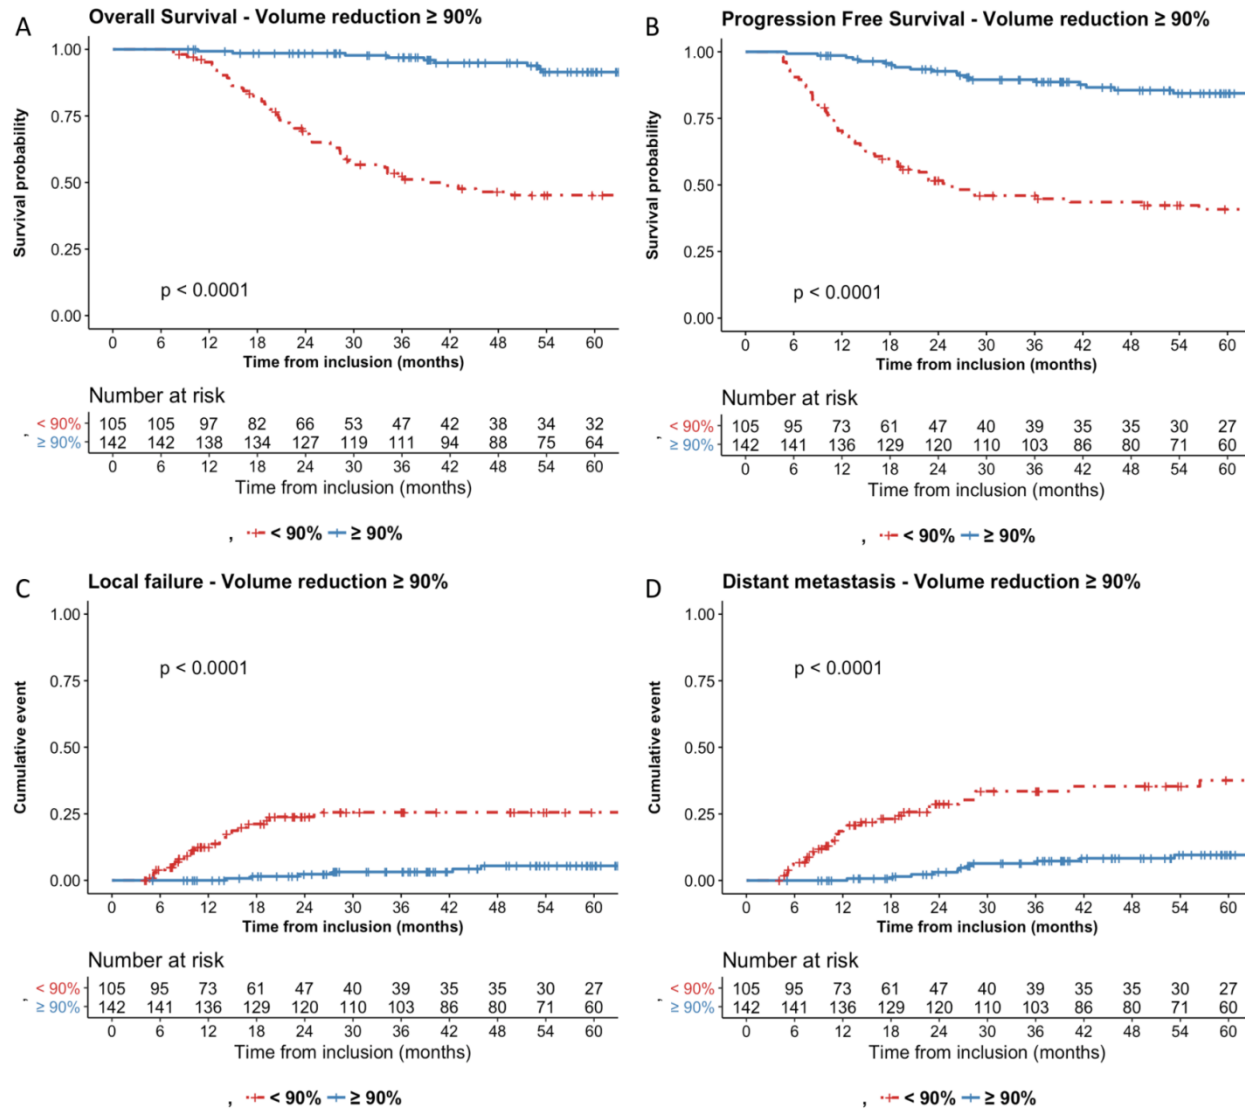 A
Overall Survival - Volume reduction ≥ 90%
Survival probability
1.00
0.75
0.50
0.25
0.00
p < 0.0001
0 6 12 18 24 30 36 42 48 54 60
Time from inclusion (months)
Number at risk
, < 90% 105 105 97 82 66 53 47 42 38 34 32
≥ 90% 142 142 138 134 127 119 111 94 88 75 64
0 6 12 18 24 30 36 42 48 54 60
Time from inclusion (months)
, < 90% ≥ 90%
B
Progression Free Survival - Volume reduction ≥ 90%
Survival probability
1.00
0.75
0.50
0.25
0.00
p < 0.0001
0 6 12 18 24 30 36 42 48 54 60
Time from inclusion (months)
Number at risk
, < 90% 105 95 73 61 47 40 39 35 35 30 27
≥ 90% 142 141 136 129 120 110 103 86 80 71 60
0 6 12 18 24 30 36 42 48 54 60
Time from inclusion (months)
, < 90% ≥ 90%
C
Local failure - Volume reduction ≥ 90%
Cumulative event
1.00
0.75
0.50
0.25
0.00
p < 0.0001
0 6 12 18 24 30 36 42 48 54 60
Time from inclusion (months)
Number at risk
, < 90% 105 95 73 61 47 40 39 35 35 30 27
≥ 90% 142 141 136 129 120 110 103 86 80 71 60
0 6 12 18 24 30 36 42 48 54 60
Time from inclusion (months)
, < 90% ≥ 90%
D
Distant metastasis - Volume reduction ≥ 90%
Cumulative event
1.00
0.75
0.50
0.25
0.00
p < 0.0001
0 6 12 18 24 30 36 42 48 54 60
Time from inclusion (months)
Number at risk
, < 90% 105 95 73 61 47 40 39 35 35 30 27
≥ 90% 142 141 136 129 120 110 103 86 80 71 60
0 6 12 18 24 30 36 42 48 54 60
Time from inclusion (months)
, < 90% ≥ 90%